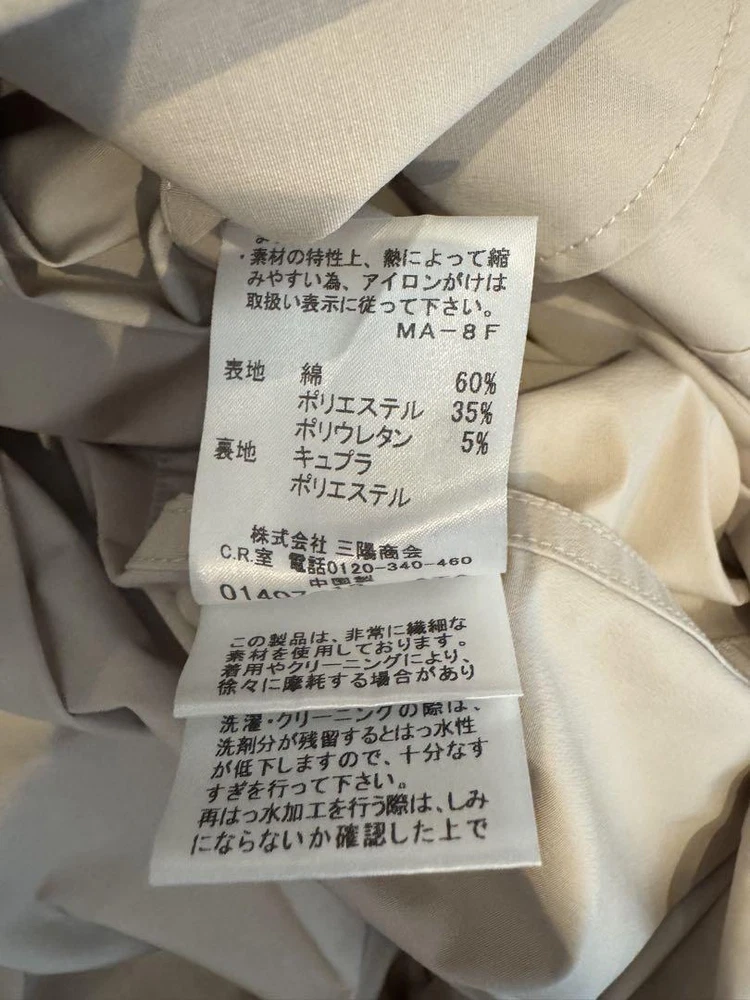 ・素材の特性上、熱によって縮
みやすい為、アイロンがけは
取扱い表示に従って下さい。
MA-8F
表地 綿 60%
ポリエステル 35%
ポリウレタン 5%
裏地 キュプラ
ポリエステル
株式会社 三陽商会
C.R.室 電話0120-340-460
中国製
この製品は、非常に繊細な
素材を使用しております。
着用やクリーニングにより、
徐々に摩耗する場合があり
洗濯・クリーニングの際は、
洗剤分が残留するとはっ水性
が低下しますので、十分なす
すぎを行って下さい。
再はっ水加工を行う際は、しみ
にならないか確認した上で